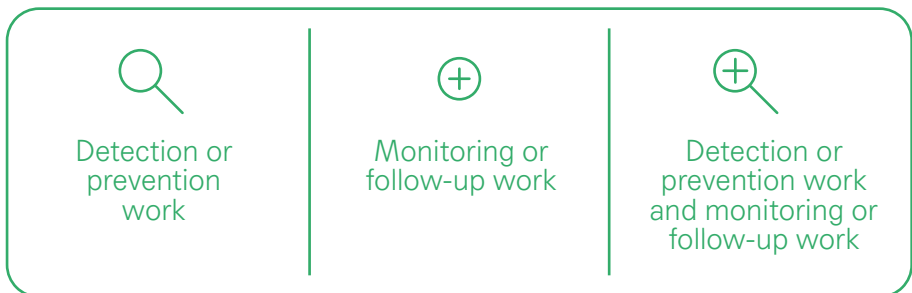 Detection or
prevention
work
Monitoring or
follow-up work
Detection or
prevention work
and monitoring or
follow-up work